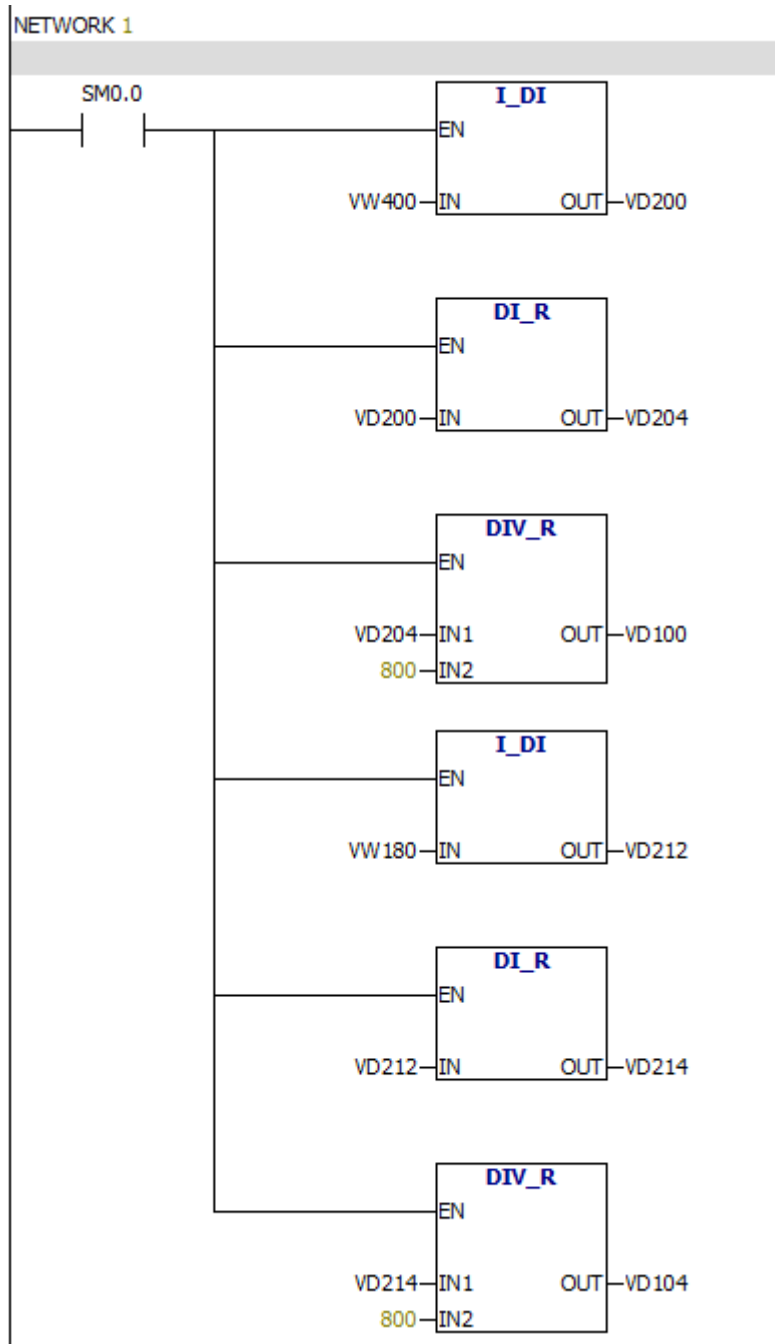 NETWORK 1
SM0.0
I_DI
EN
VW400 IN OUT VD200
DI_R
EN
VD200 IN OUT VD204
DIV_R
EN
VD204 IN1 OUT VD100
800 IN2
I_DI
EN
VW180 IN OUT VD212
DI_R
EN
VD212 IN OUT VD214
DIV_R
EN
VD214 IN1 OUT VD104
800 IN2